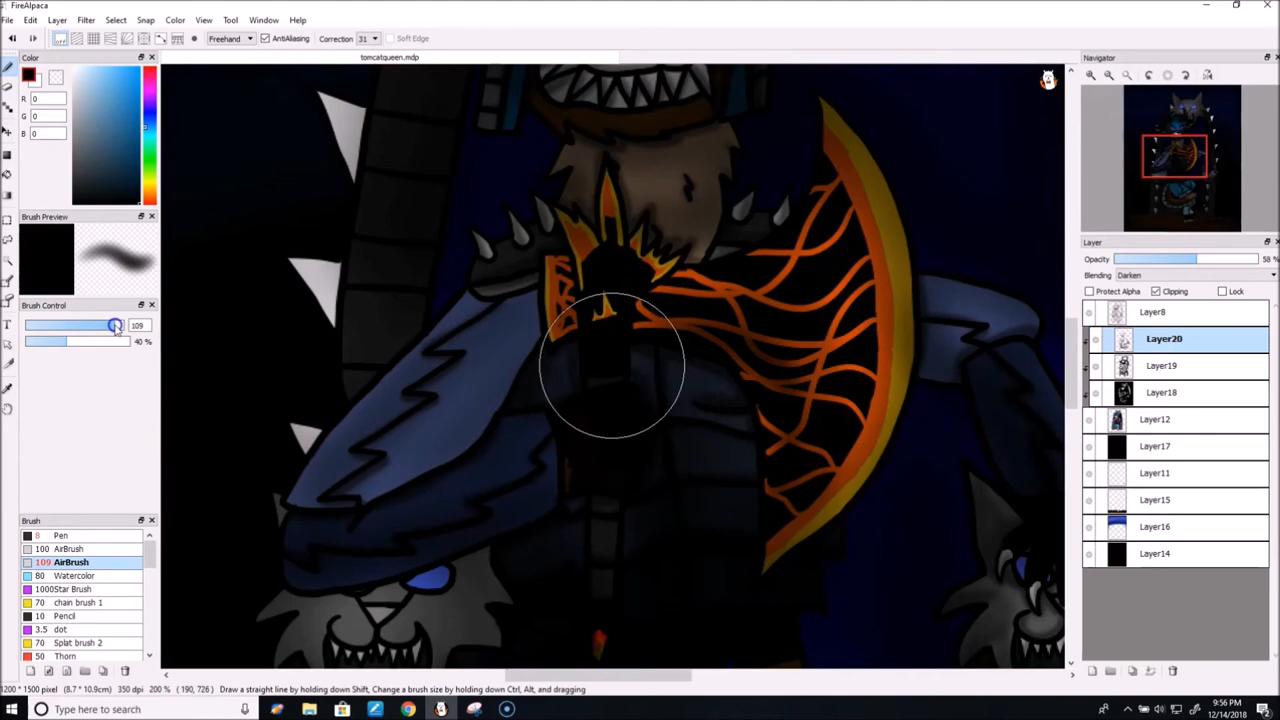 FireAlpaca
File Edit Layer Filter Select Snap Color View Tool Window Help
off Freehand AntiAliasing Correction 31 Soft Edge
Color
tomcatqueen.mdp
Navigator
R 0
G 0
B 0
Brush Preview
Layer
Opacity 58 %
Blending Darken
Protect Alpha Clipping Lock
Brush Control
109
40 %
Layer8
Layer20
Layer19
Layer18
Layer12
Layer17
Layer11
Layer15
Layer16
Layer14
Brush
8 Pen
100 AirBrush
109 AirBrush
80 Watercolor
1000 Star Brush
70 chain brush 1
10 Pencil
3.5 dot
70 Splat brush 2
50 Thorn
1200 * 1500 pixel (8.7 * 10.9cm) 350 dpi 200 % ( 190, 726 ) Draw a straight line by holding down Shift, Change a brush size by holding down Ctrl, Alt, and dragging
Type here to search
9:56 PM
12/14/2018
2